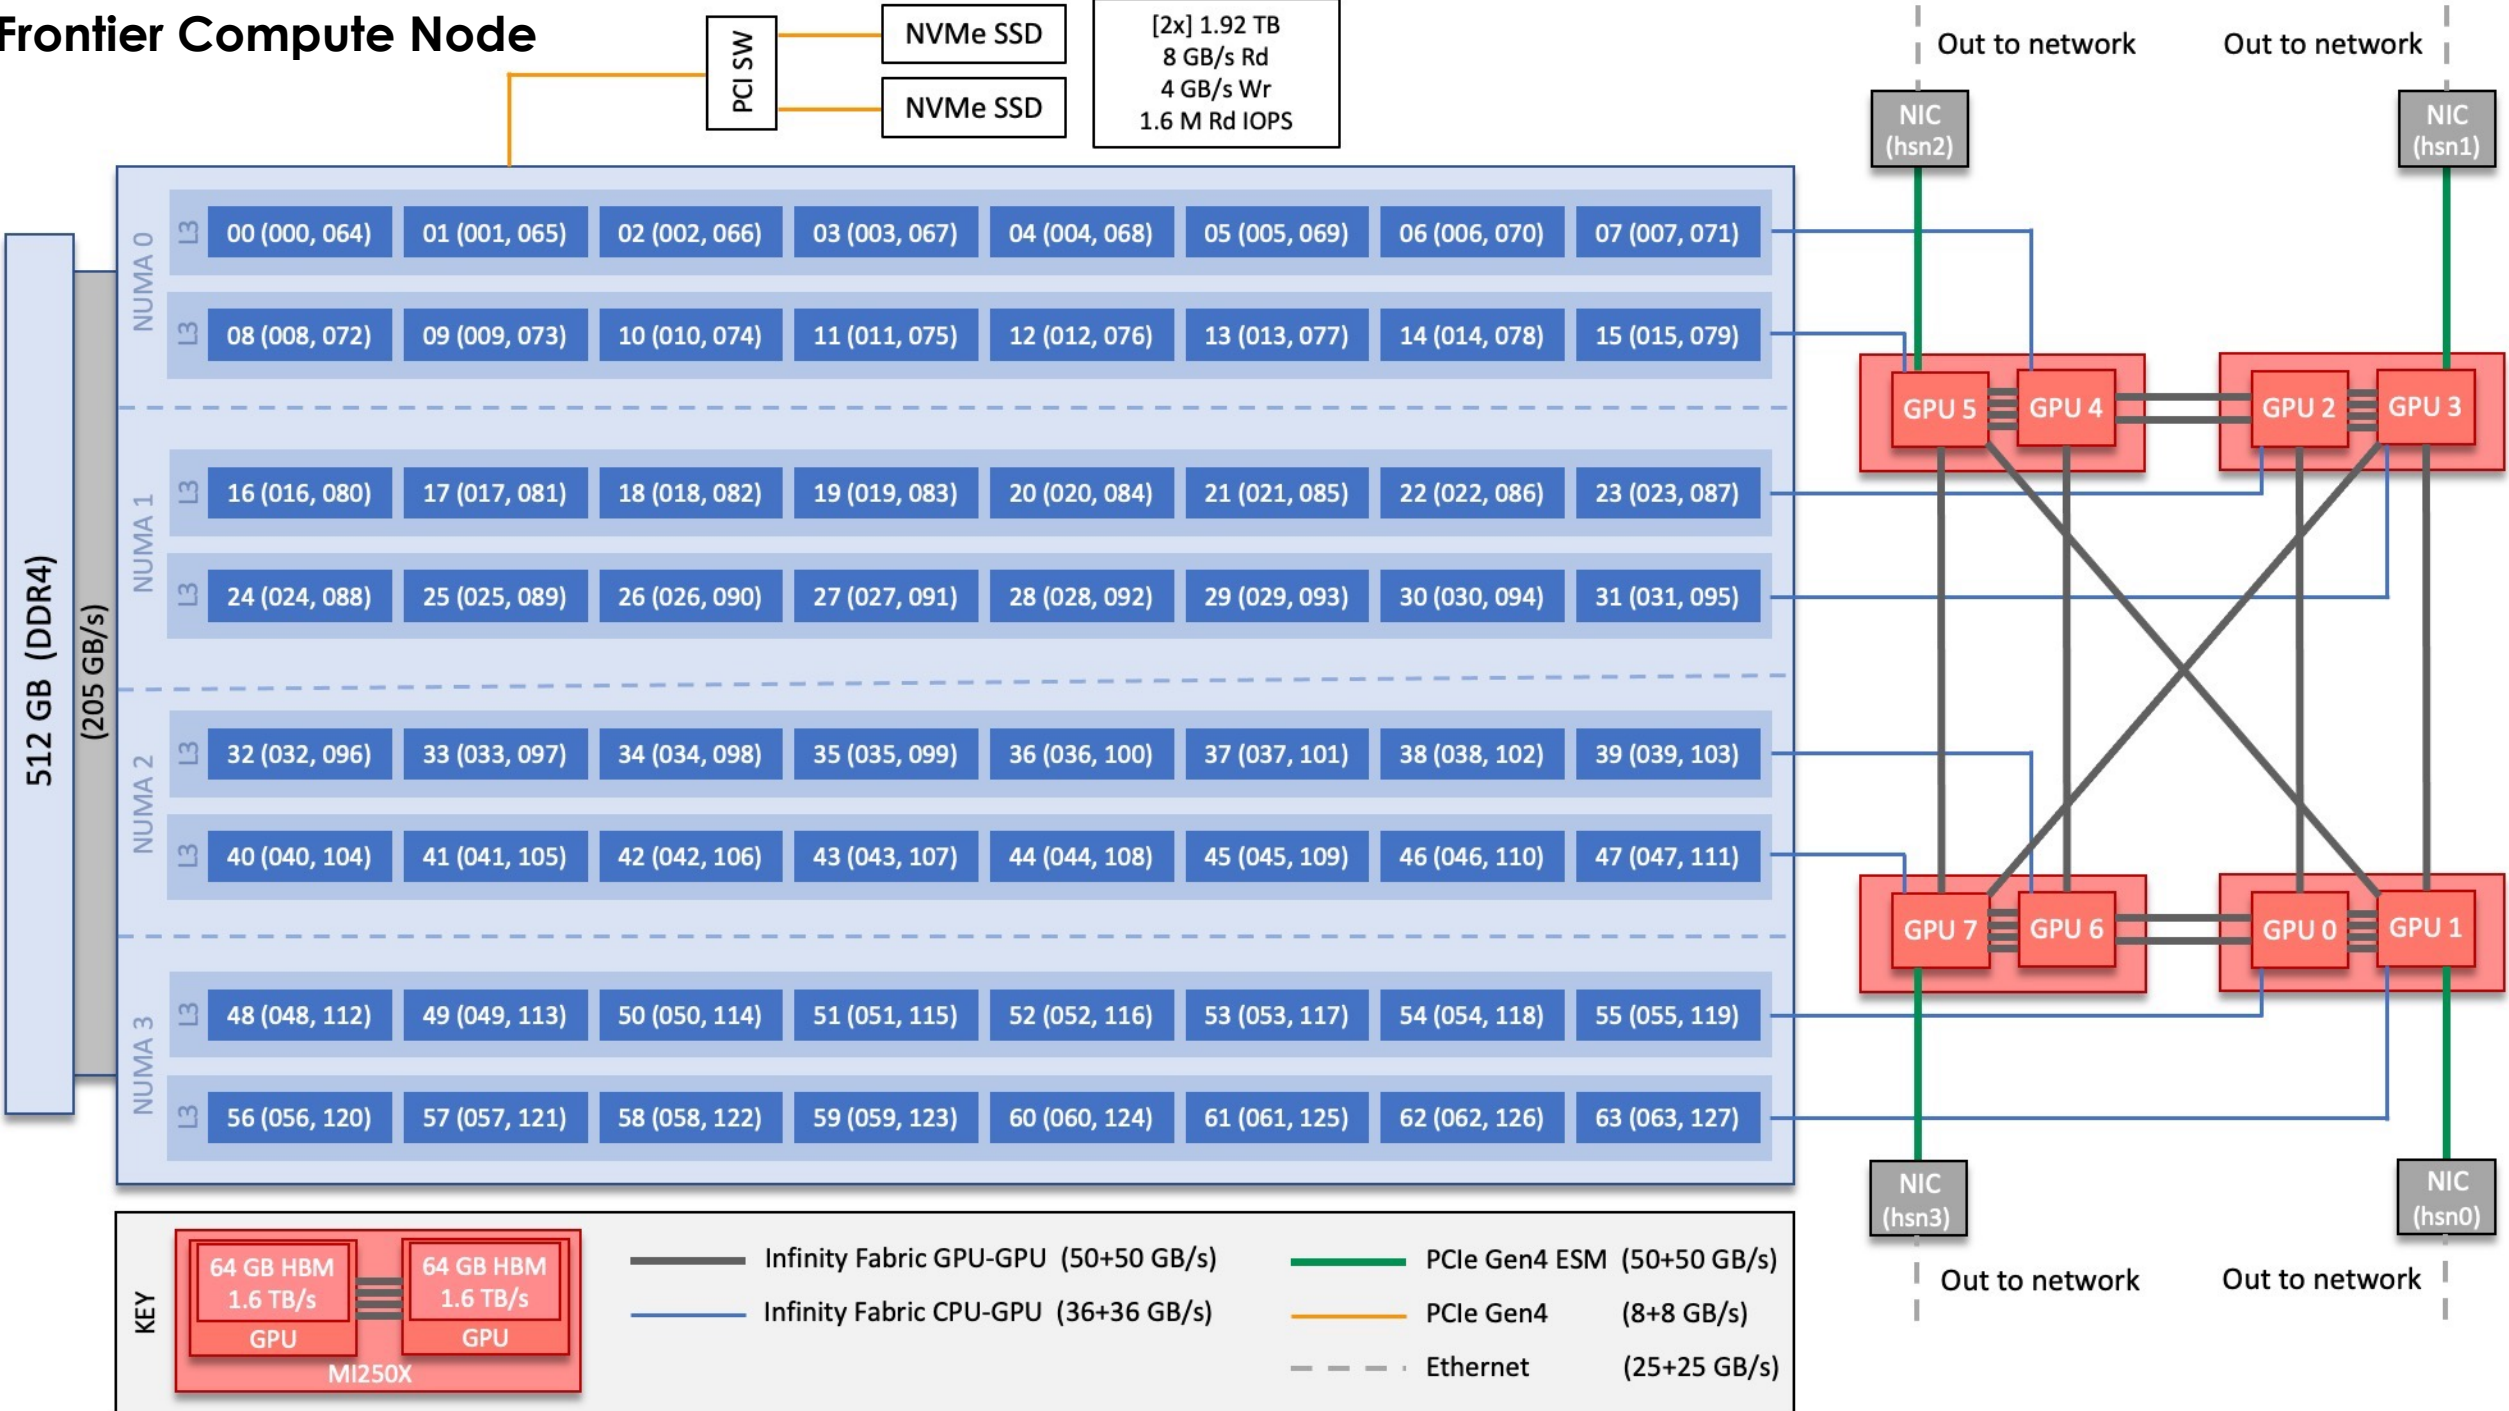 Frontier Compute Node
PCI SW
NVMe SSD
NVMe SSD
[2x] 1.92 TB
8 GB/s Rd
4 GB/s Wr
1.6 M Rd IOPS
Out to network
Out to network
NIC
(hsn2)
NIC
(hsn1)
512 GB (DDR4)
(205 GB/s)
NUMA 0
L3
00 (000, 064) 01 (001, 065) 02 (002, 066) 03 (003, 067) 04 (004, 068) 05 (005, 069) 06 (006, 070) 07 (007, 071)
L3
08 (008, 072) 09 (009, 073) 10 (010, 074) 11 (011, 075) 12 (012, 076) 13 (013, 077) 14 (014, 078) 15 (015, 079)
NUMA 1
L3
16 (016, 080) 17 (017, 081) 18 (018, 082) 19 (019, 083) 20 (020, 084) 21 (021, 085) 22 (022, 086) 23 (023, 087)
L3
24 (024, 088) 25 (025, 089) 26 (026, 090) 27 (027, 091) 28 (028, 092) 29 (029, 093) 30 (030, 094) 31 (031, 095)
NUMA 2
L3
32 (032, 096) 33 (033, 097) 34 (034, 098) 35 (035, 099) 36 (036, 100) 37 (037, 101) 38 (038, 102) 39 (039, 103)
L3
40 (040, 104) 41 (041, 105) 42 (042, 106) 43 (043, 107) 44 (044, 108) 45 (045, 109) 46 (046, 110) 47 (047, 111)
NUMA 3
L3
48 (048, 112) 49 (049, 113) 50 (050, 114) 51 (051, 115) 52 (052, 116) 53 (053, 117) 54 (054, 118) 55 (055, 119)
L3
56 (056, 120) 57 (057, 121) 58 (058, 122) 59 (059, 123) 60 (060, 124) 61 (061, 125) 62 (062, 126) 63 (063, 127)
GPU 5 GPU 4 GPU 2 GPU 3
GPU 7 GPU 6 GPU 0 GPU 1
NIC
(hsn3)
NIC
(hsn0)
Out to network
Out to network
KEY
64 GB HBM
1.6 TB/s
GPU
64 GB HBM
1.6 TB/s
GPU
MI250X
Infinity Fabric GPU-GPU (50+50 GB/s)
Infinity Fabric CPU-GPU (36+36 GB/s)
PCIe Gen4 ESM (50+50 GB/s)
PCIe Gen4 (8+8 GB/s)
Ethernet (25+25 GB/s)